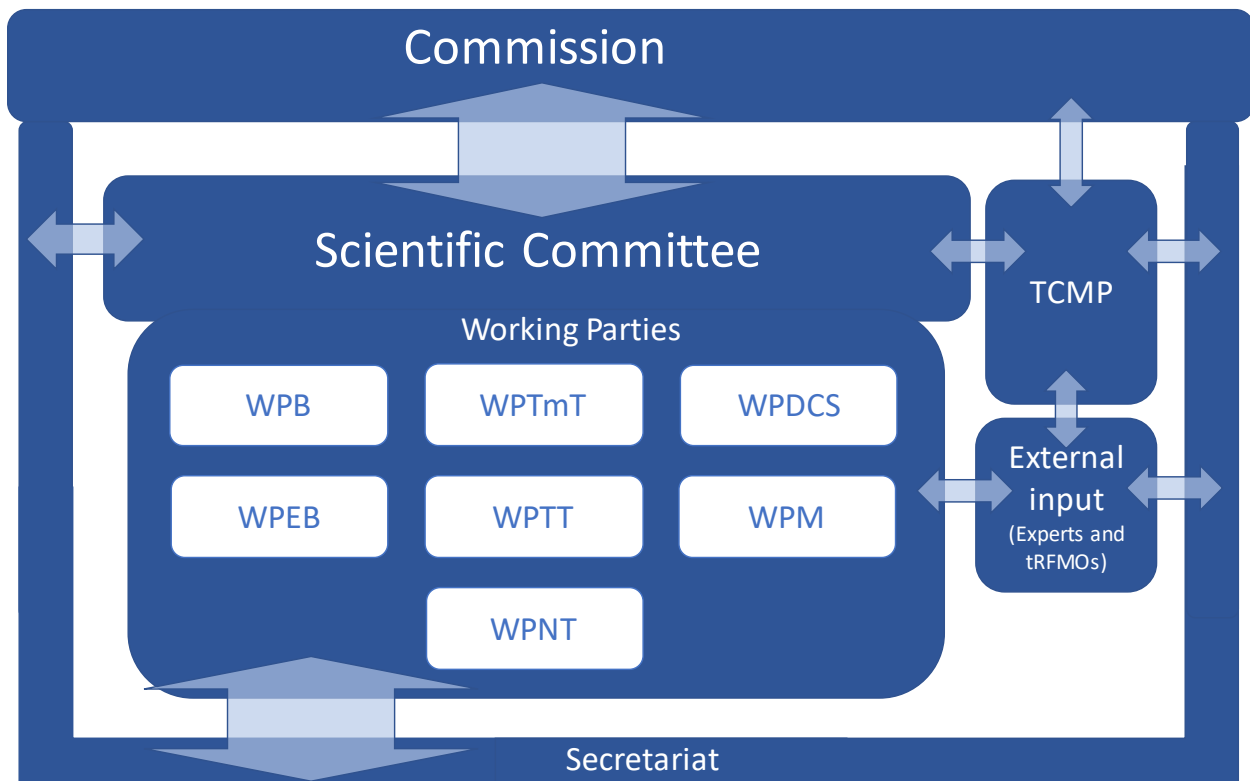 Commission
Scientific Committee
TCMP
Working Parties
WPB
WPTmT
WPDCS
WPEB
WPTT
WPM
WPNT
External
input
(Experts and
tRFMOs)
Secretariat